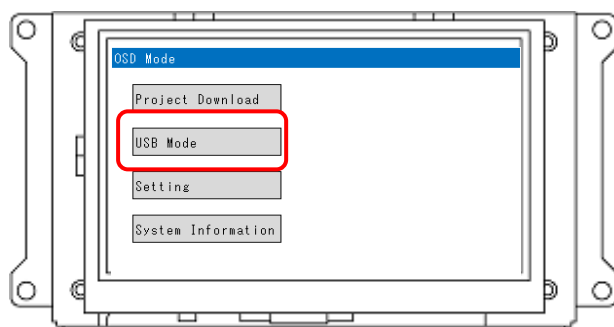 OSD Mode
Project Download
USB Mode
Setting
System Information